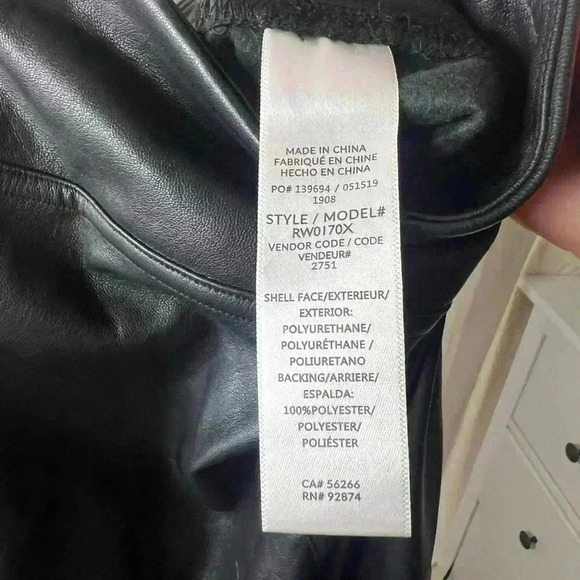 MADE IN CHINA
FABRIQUÉ EN CHINE
HECHO EN CHINA
PO# 139694 / 051519
1908
STYLE / MODEL#
RW0170X
VENDOR CODE / CODE
VENDEUR#
2751
SHELL FACE/EXTERIEUR/
EXTERIOR:
POLYURETHANE/
POLYURÉTHANE /
POLIURETANO
BACKING/ARRIERE/
ESPALDA:
100%POLYESTER/
POLYESTER/
POLIÉSTER
CA# 56266
RN# 92874